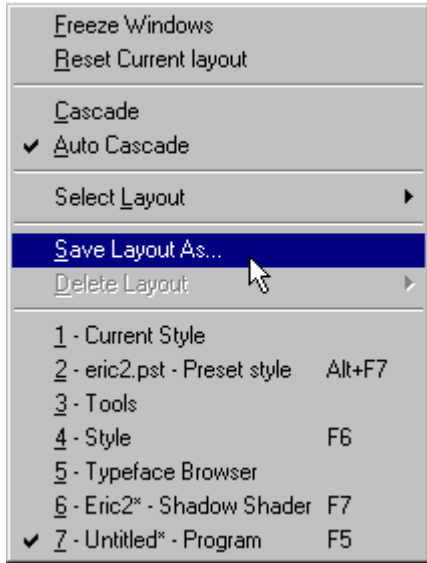 Freeze Windows
Reset Current layout
Cascade
Auto Cascade
Select Layout
Save Layout As...
Delete Layout
1 - Current Style
2 - eric2.pst - Preset style Alt+F7
3 - Tools
4 - Style F6
5 - Typeface Browser
6 - Eric2* - Shadow Shader F7
7 - Untitled* - Program F5